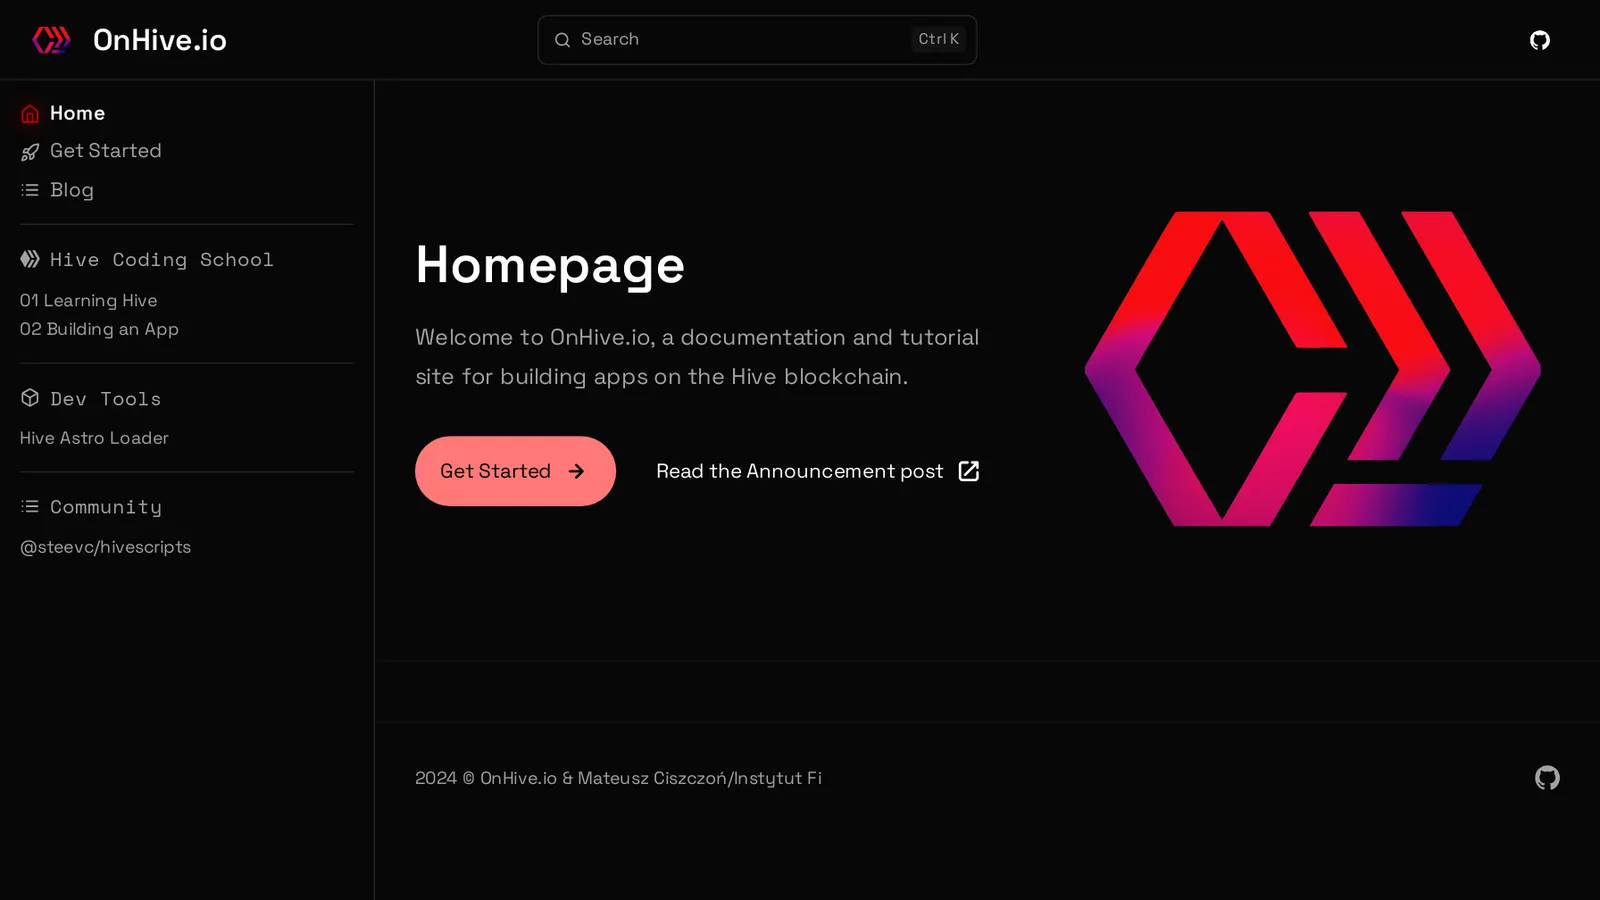 OnHive.io
Search
Ctrl K
Home
Get Started
Blog
Hive Coding School
01 Learning Hive
02 Building an App
Dev Tools
Hive Astro Loader
Community
@steevc/hivescripts
Homepage
Welcome to OnHive.io, a documentation and tutorial
site for building apps on the Hive blockchain.
Get Started
Read the Announcement post
2024 © OnHive.io & Mateusz Ciszczoń/Instytut Fi